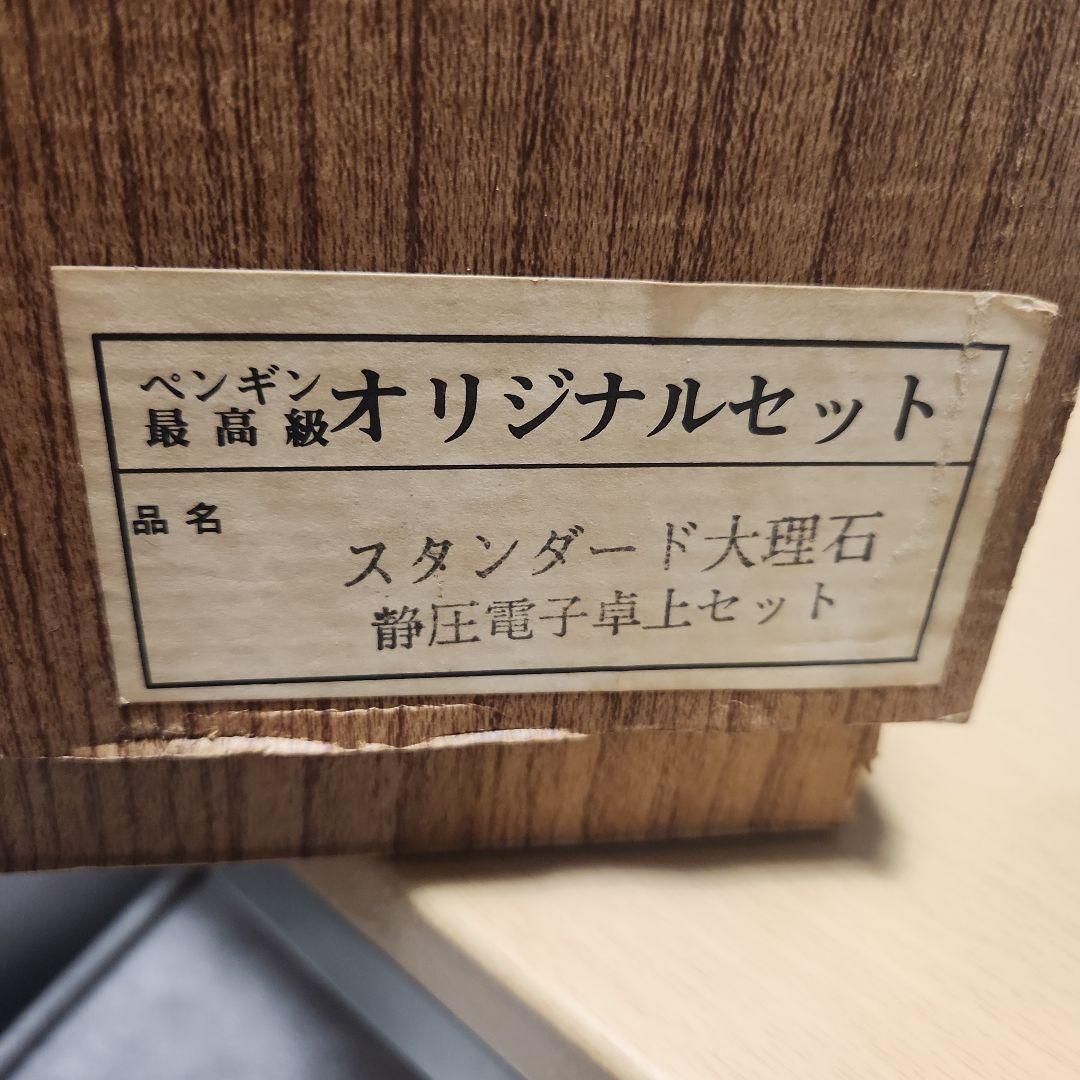 ペンギン
最高級オリジナルセット
品名
スタンダード大理石
静圧電子卓上セット